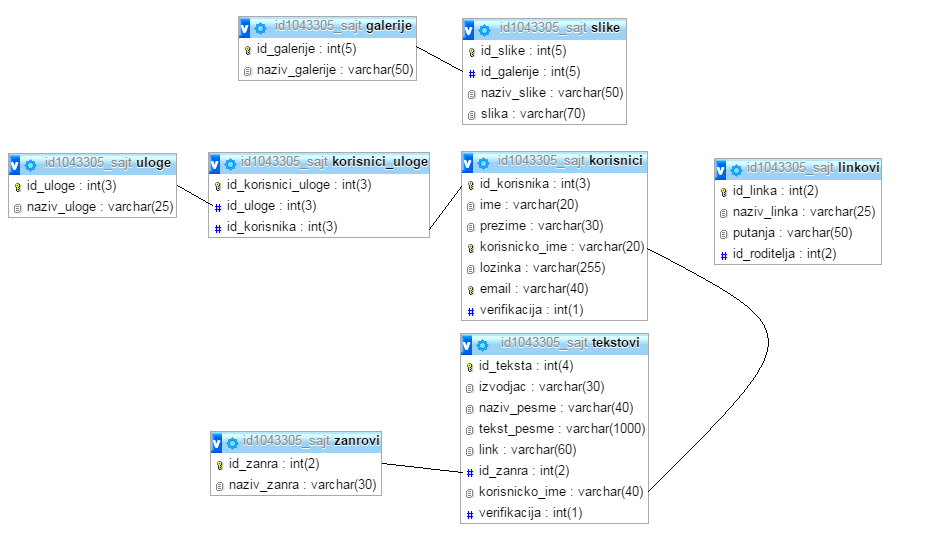 id1043305_sajt galerije
id_galerije : int(5)
naziv_galerije : varchar(50)
id1043305_sajt slike
id_slike : int(5)
id_galerije : int(5)
naziv_slike : varchar(50)
slika : varchar(70)
id1043305_sajt uloge
id_uloge : int(3)
naziv_uloge : varchar(25)
id1043305_sajt korisnici_uloge
id_korisnici_uloge : int(3)
id_uloge : int(3)
id_korisnika : int(3)
id1043305_sajt korisnici
id_korisnika : int(3)
ime : varchar(20)
prezime : varchar(30)
korisnicko_ime : varchar(20)
lozinka : varchar(255)
email : varchar(40)
verifikacija : int(1)
id1043305_sajt linkovi
id_linka : int(2)
naziv_linka : varchar(25)
putanja : varchar(50)
id_roditelja : int(2)
id1043305_sajt tekstovi
id_teksta : int(4)
izvodjac : varchar(30)
naziv_pesme : varchar(40)
tekst_pesme : varchar(1000)
link : varchar(60)
id_zanra : int(2)
korisnicko_ime : varchar(40)
verifikacija : int(1)
id1043305_sajt zanrovi
id_zanra : int(2)
naziv_zanra : varchar(30)